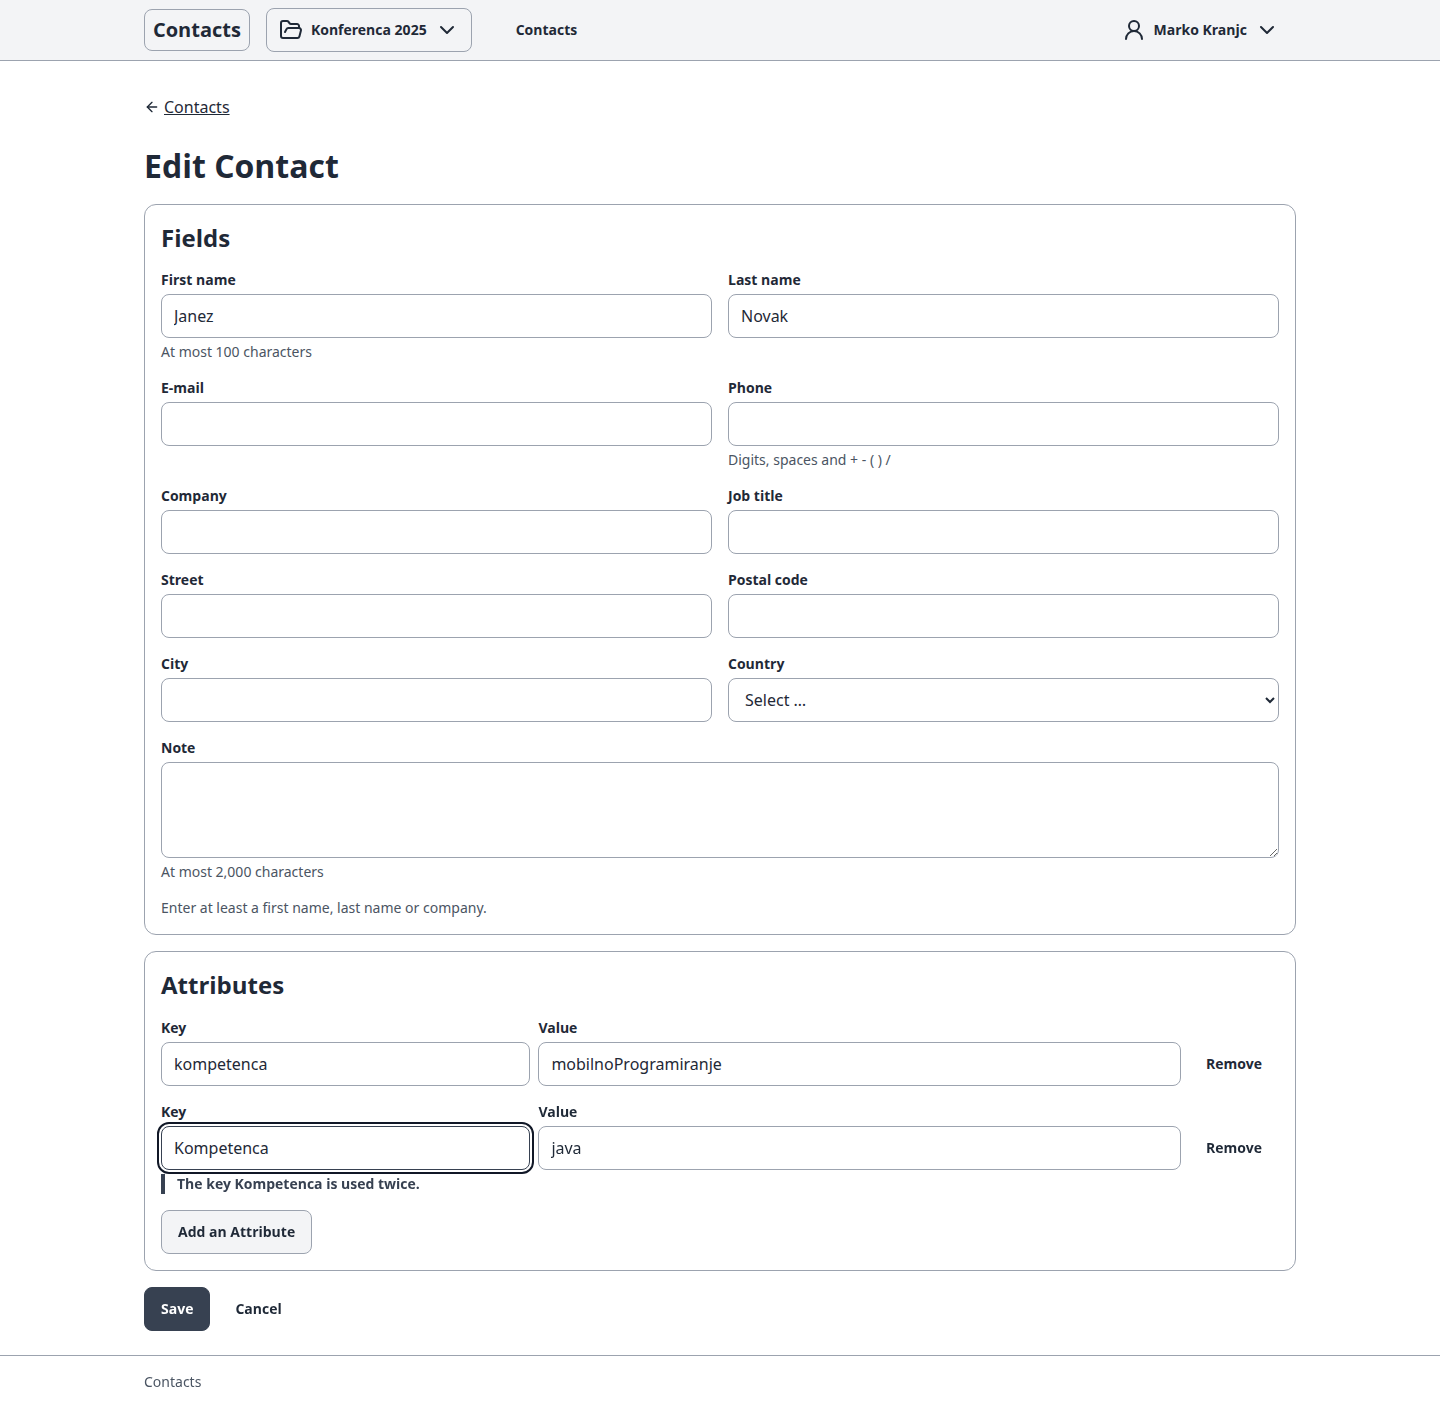 Contacts
Konferenca 2025
Contacts
Marko Kranjc
Contacts
Edit Contact
Fields
First name
Last name
Janez
Novak
At most 100 characters
E-mail
Phone
Digits, spaces and + - ( ) /
Company
Job title
Street
Postal code
City
Country
Select ...
Note
At most 2,000 characters
Enter at least a first name, last name or company.
Attributes
Key
Value
kompetenca
mobilnoProgramiranje
Remove
Key
Value
Kompetenca
java
Remove
The key Kompetenca is used twice.
Add an Attribute
Save
Cancel
Contacts